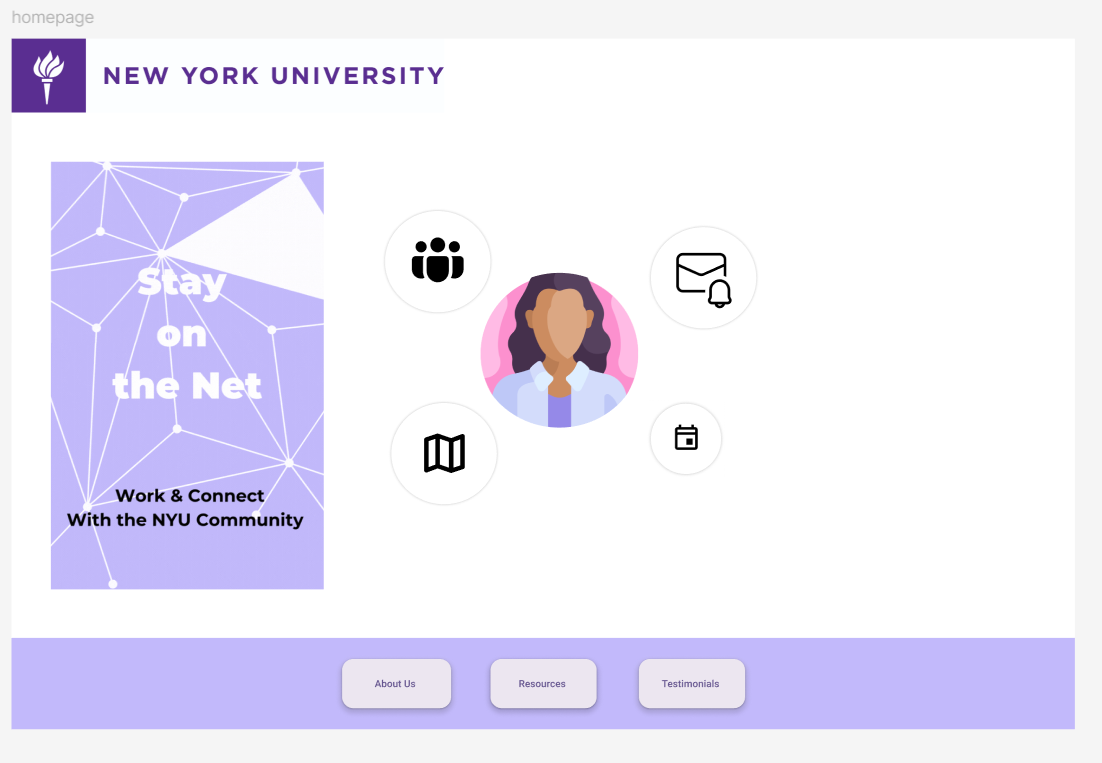 homepage
NEW YORK UNIVERSITY
Stay
on
the Net
Work & Connect
With the NYU Community
About Us
Resources
Testimonials